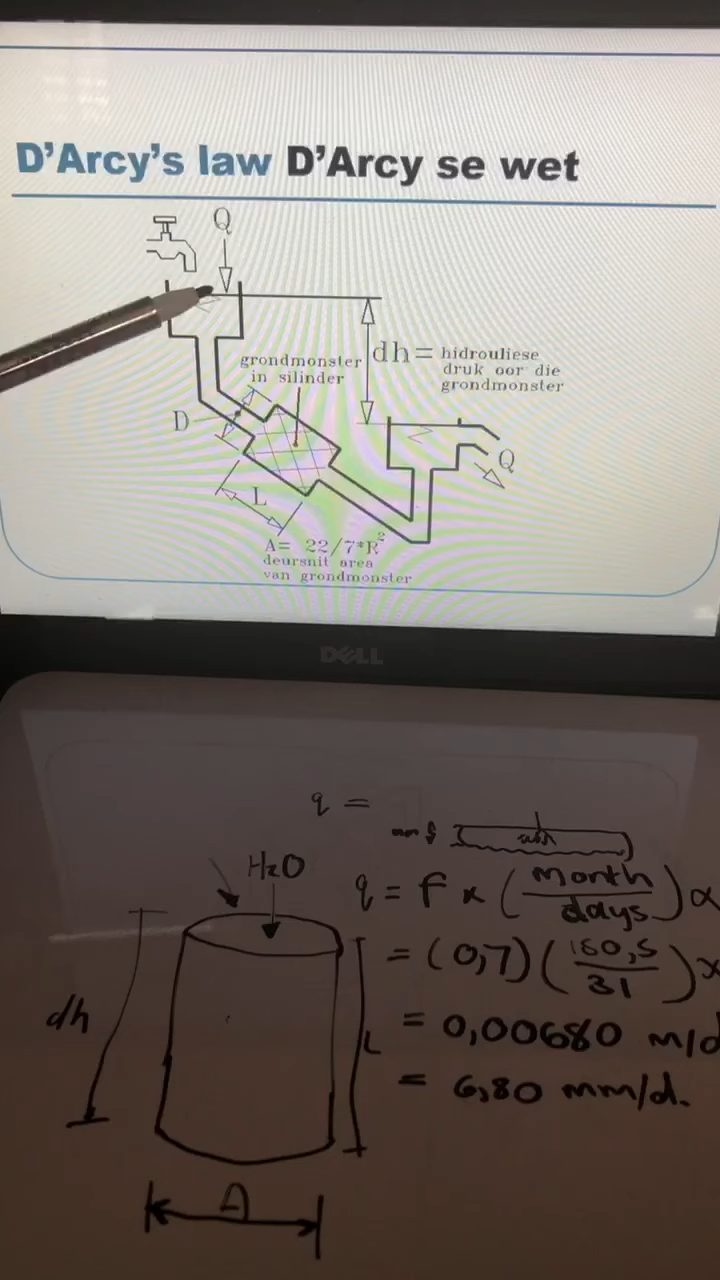 D'Arcy's law D'Arcy se wet
Q
dh = hidrouliese
druk oor die
grondmonster
grondmonster
in silinder
D
Q
L
A= 22/7*R²
deursnit area
van grondmonster
DELL
q =
H2O
q = f x (month/days) x
= (0,7) (150,5/31) x
dh
L
= 0,00680 m/d
= 6,80 mm/d.